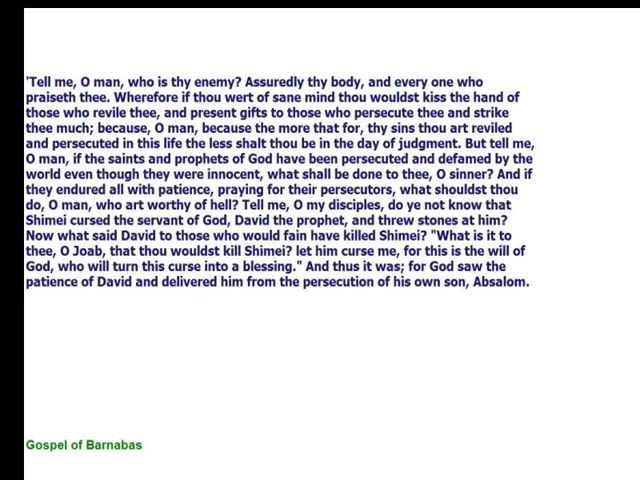 'Tell me, O man, who is thy enemy? Assuredly thy body, and every one who
praiseth thee. Wherefore if thou wert of sane mind thou wouldst kiss the hand of
those who revile thee, and present gifts to those who persecute thee and strike
thee much; because, O man, because the more that for, thy sins thou art reviled
and persecuted in this life the less shalt thou be in the day of judgment. But tell me,
O man, if the saints and prophets of God have been persecuted and defamed by the
world even though they were innocent, what shall be done to thee, O sinner? And if
they endured all with patience, praying for their persecutors, what shouldst thou
do, O man, who art worthy of hell? Tell me, O my disciples, do ye not know that
Shimei cursed the servant of God, David the prophet, and threw stones at him?
Now what said David to those who would fain have killed Shimei? "What is it to
thee, O Joab, that thou wouldst kill Shimei? let him curse me, for this is the will of
God, who will turn this curse into a blessing." And thus it was; for God saw the
patience of David and delivered him from the persecution of his own son, Absalom.
Gospel of Barnabas